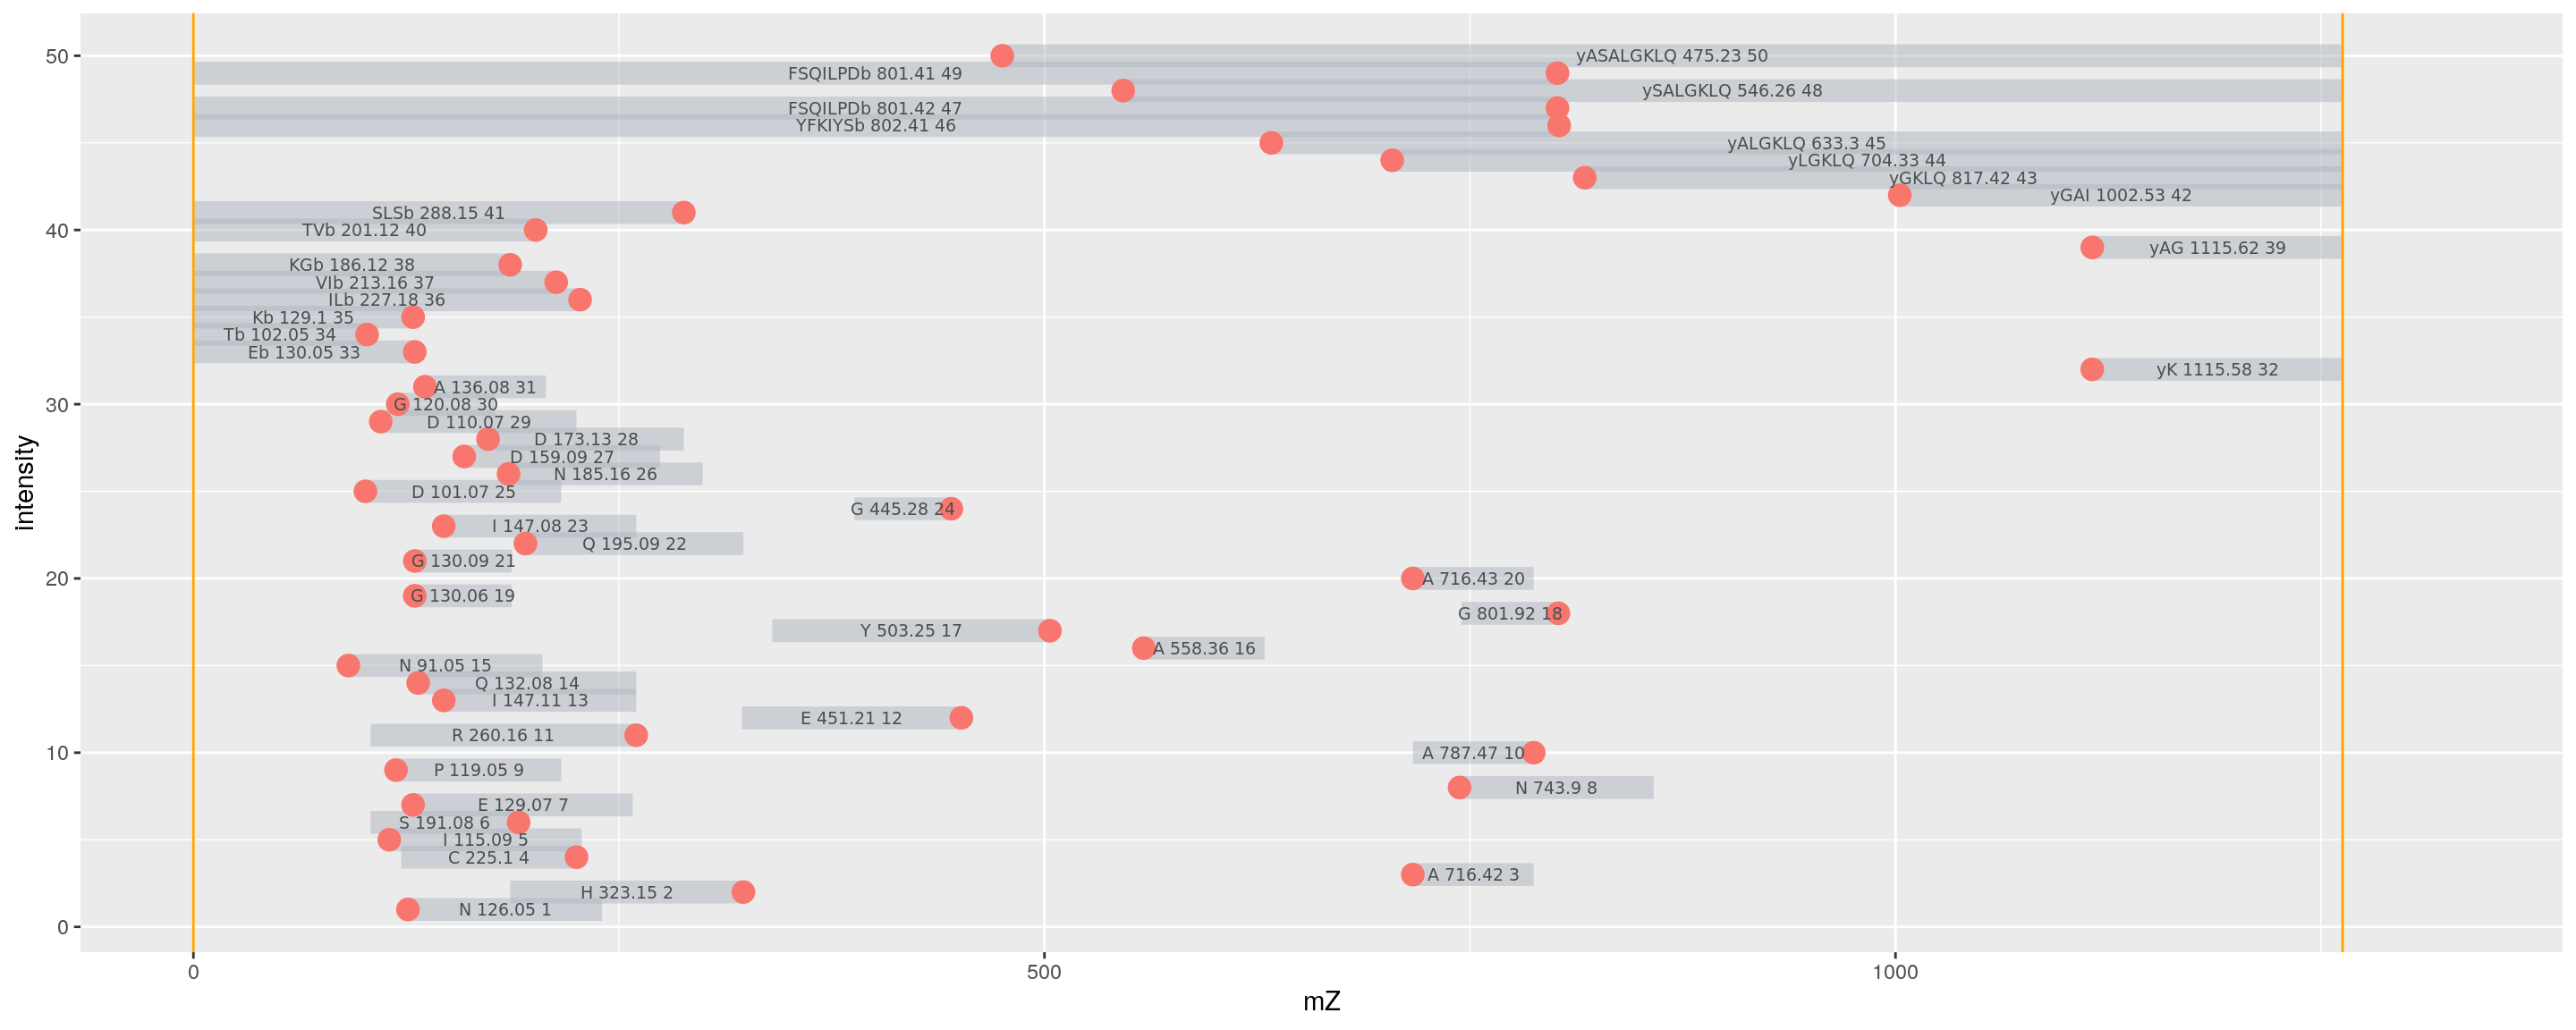 50
yASALGKLQ 475.23 50
FSQILPDb 801.41 49
ySALGKLQ 546.26 48
FSQILPDb 801.42 47
YFKIYSb 802.41 46
yALGKLQ 633.3 45
yLGKLQ 704.33 44
yGKLQ 817.42 43
yGAI 1002.53 42
SLSb 288.15 41
40
TVb 201.12 40
yAG 1115.62 39
KGb 186.12 38
VIb 213.16 37
ILb 227.18 36
Kb 129.1 35
Tb 102.05 34
Eb 130.05 33
yK 1115.58 32
A 136.08 31
30
G 120.08 30
D 110.07 29
D 173.13 28
D 159.09 27
N 185.16 26
D 101.07 25
G 445.28 24
I 147.08 23
Q 195.09 22
G 130.09 21
20
A 716.43 20
G 130.06 19
G 801.92 18
Y 503.25 17
A 558.36 16
N 91.05 15
Q 132.08 14
I 147.11 13
E 451.21 12
R 260.16 11
10
A 787.47 10
P 119.05 9
N 743.9 8
E 129.07 7
S 191.08 6
I 115.09 5
C 225.1 4
A 716.42 3
H 323.15 2
N 126.05 1
0
intensity
0 500 1000
mZ